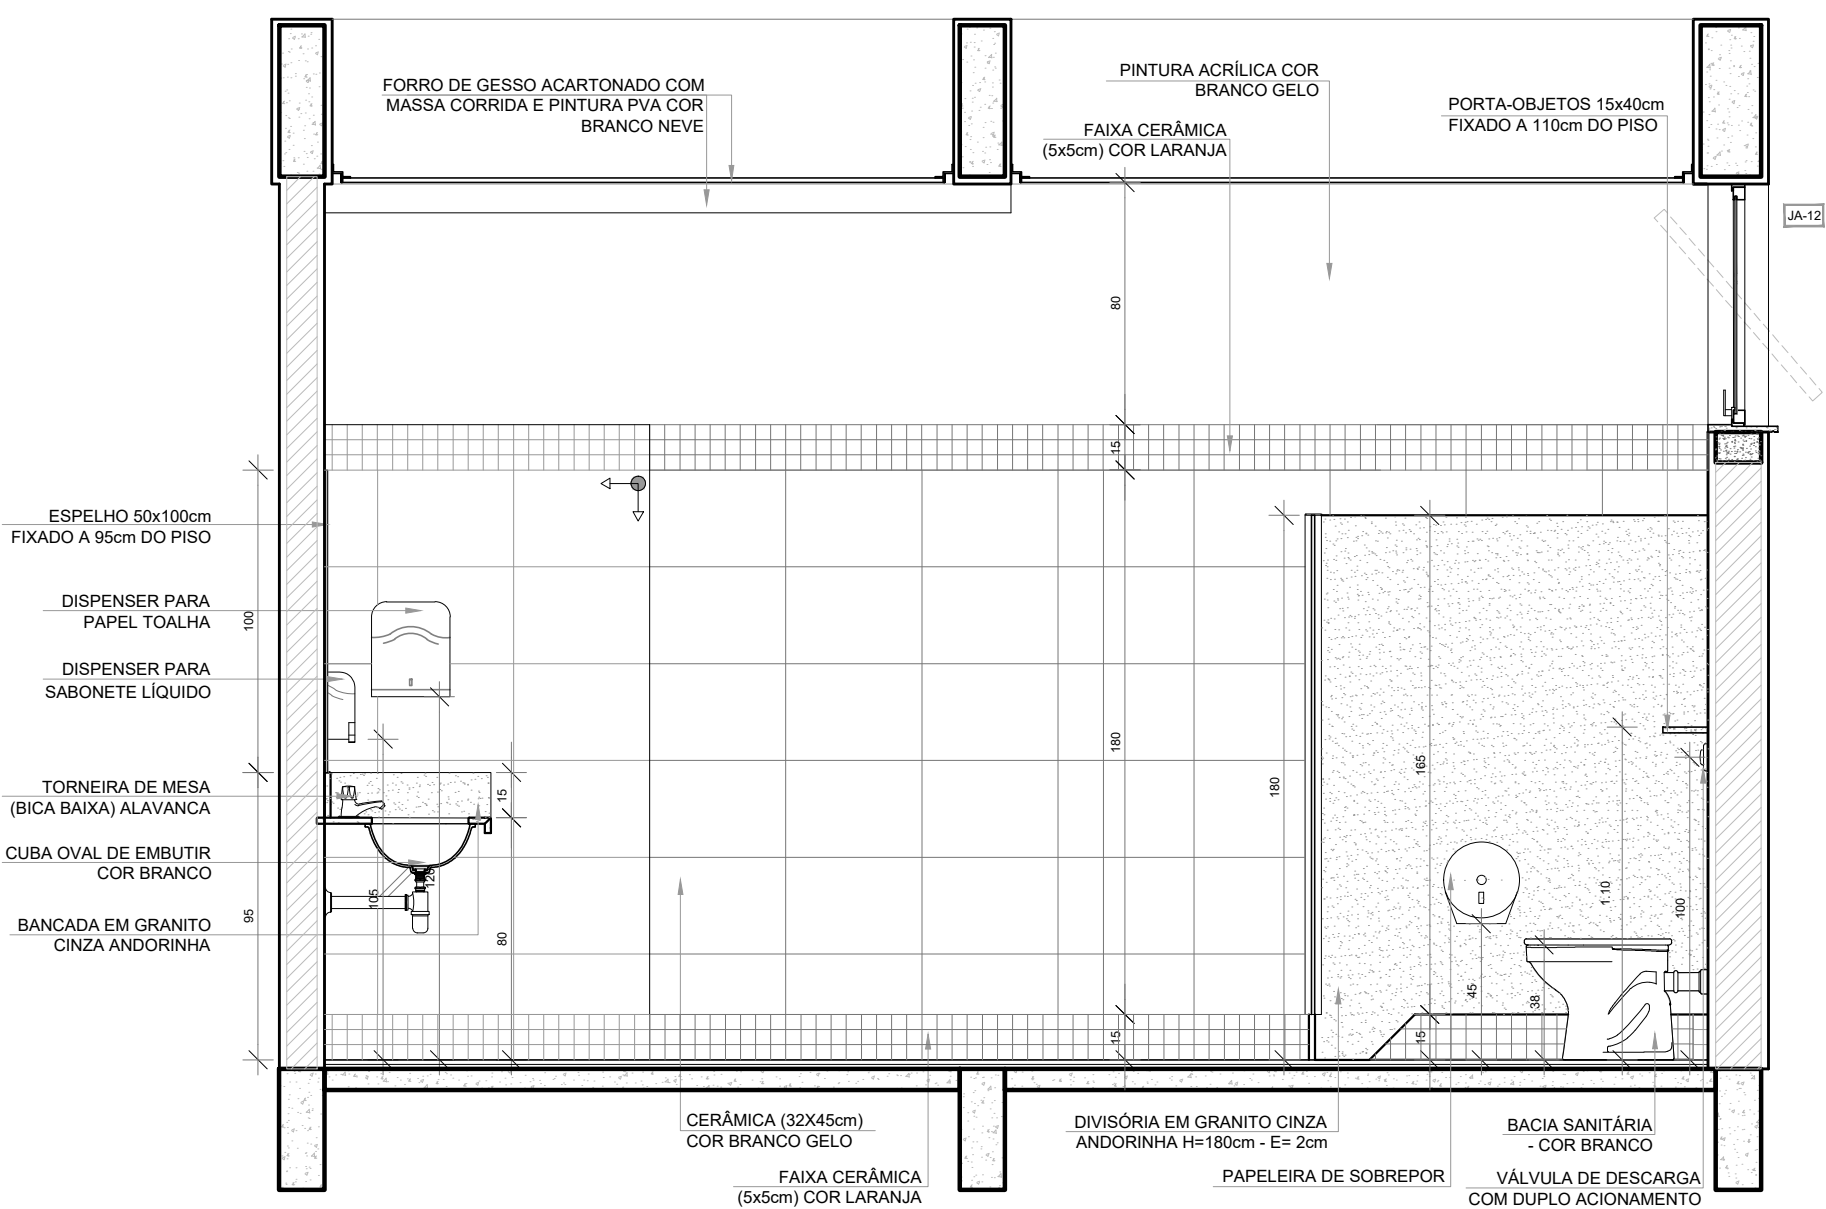 FORRO DE GESSO ACARTONADO COM
MASSA CORRIDA E PINTURA PVA COR
BRANCO NEVE
PINTURA ACRÍLICA COR
BRANCO GELO
FAIXA CERÂMICA
(5x5cm) COR LARANJA
PORTA-OBJETOS 15x40cm
FIXADO A 110cm DO PISO
JA-12
80
15
ESPELHO 50x100cm
FIXADO A 95cm DO PISO
DISPENSER PARA
PAPEL TOALHA
100
DISPENSER PARA
SABONETE LÍQUIDO
TORNEIRA DE MESA
(BICA BAIXA) ALAVANCA
CUBA OVAL DE EMBUTIR
COR BRANCO
BANCADA EM GRANITO
CINZA ANDORINHA
95
105
120
15
80
180
15
180
165
15
45
38
1.10
100
CERÂMICA (32X45cm)
COR BRANCO GELO
FAIXA CERÂMICA
(5x5cm) COR LARANJA
DIVISÓRIA EM GRANITO CINZA
ANDORINHA H=180cm - E= 2cm
PAPELEIRA DE SOBREPOR
BACIA SANITÁRIA
- COR BRANCO
VÁLVULA DE DESCARGA
COM DUPLO ACIONAMENTO